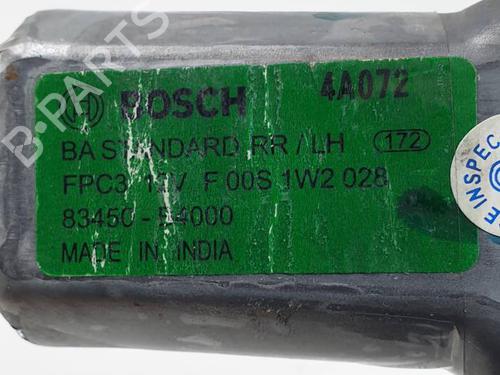 BOSCH 4A072
BA STANDARD RR / LH 172
FPC3 12V F 00S 1W2 028
83450 - B4000
MADE IN INDIA
B-PARTS
E INSPEC